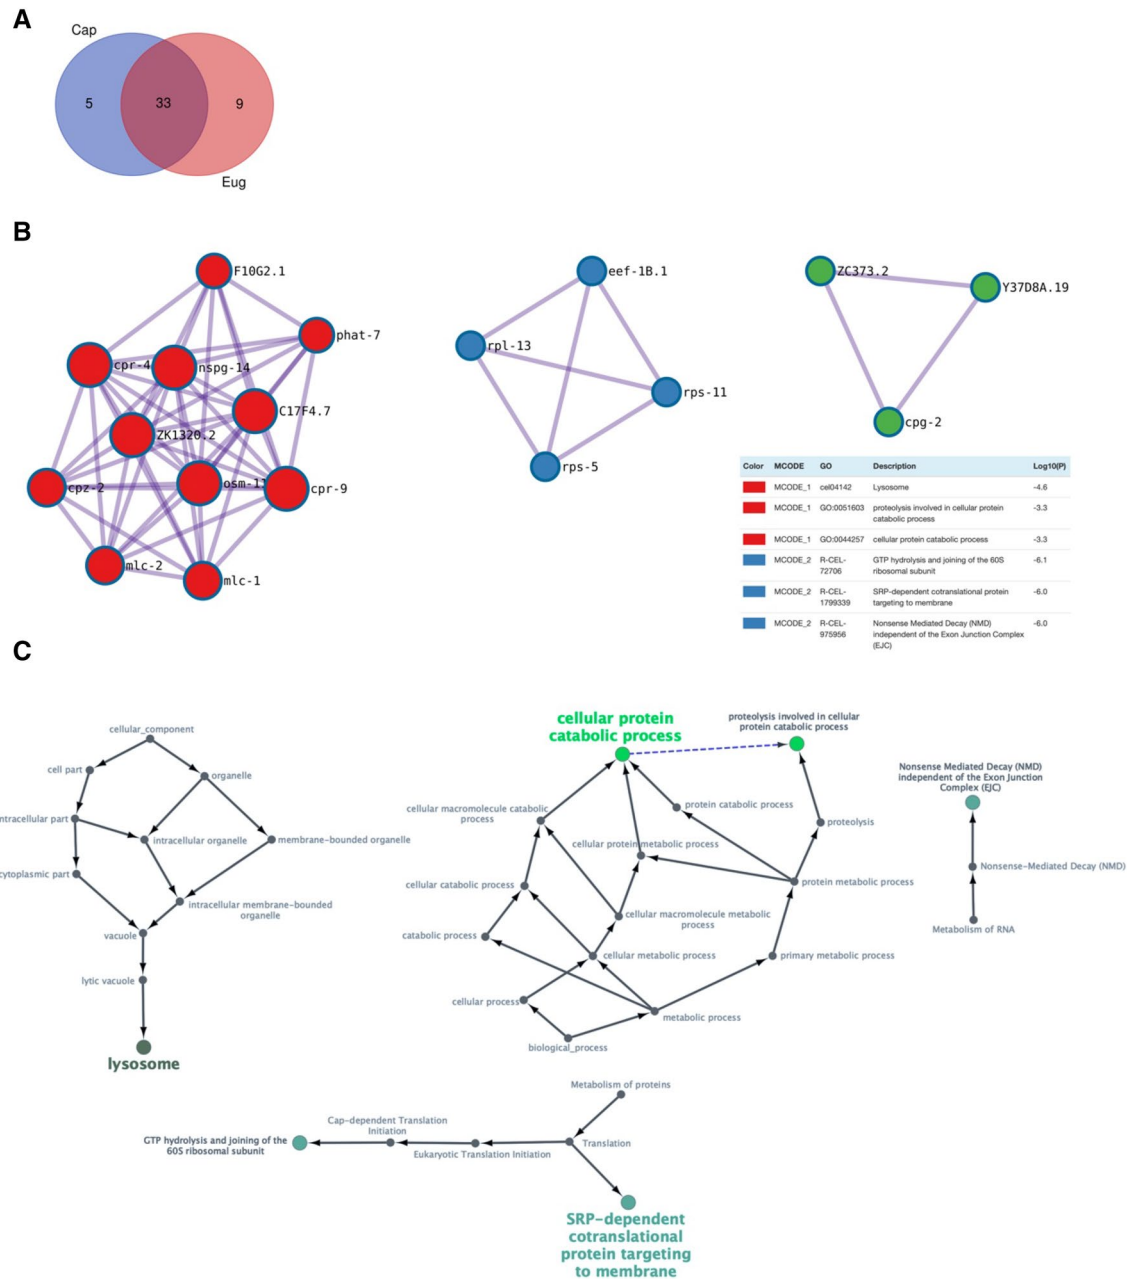 A
Cap
5
33
9
Eug
B
F10G2.1
phat-7
cpr-4
nspg-14
C17F4.7
ZK1320.2
cpz-2
osm-11
cpr-9
mlc-2
mlc-1
eef-1B.1
rpl-13
rps-11
rps-5
ZC373.2
Y37D8A.19
cpg-2
Color MCODE GO Description Log10(P)
MCODE_1 cel04142 Lysosome -4.6
MCODE_1 GO:0051603 proteolysis involved in cellular protein -3.3
catabolic process
MCODE_1 GO:0044257 cellular protein catabolic process -3.3
MCODE_2 R-CEL- GTP hydrolysis and joining of the 60S -6.1
72706 ribosomal subunit
MCODE_2 R-CEL- SRP-dependent cotranslational protein -6.0
1799339 targeting to membrane
MCODE_2 R-CEL- Nonsense Mediated Decay (NMD) -6.0
975956 independent of the Exon Junction Complex
(EJC)
C
cellular_component
cell part
organelle
ntracellular part
intracellular organelle
membrane-bounded organelle
cytoplasmic part
intracellular membrane-bounded
organelle
vacuole
lytic vacuole
lysosome
cellular protein
catabolic process
proteolysis involved in cellular
protein catabolic process
cellular macromolecule catabolic
process
protein catabolic process
proteolysis
cellular protein metabolic process
cellular catabolic process
protein metabolic process
cellular macromolecule metabolic
process
catabolic process
cellular metabolic process
primary metabolic process
cellular process
metabolic process
biological_process
Nonsense Mediated Decay (NMD)
independent of the Exon Junction
Complex (EJC)
Nonsense-Mediated Decay (NMD)
Metabolism of RNA
Metabolism of proteins
Cap-dependent Translation
Initiation
GTP hydrolysis and joining of the
60S ribosomal subunit
Eukaryotic Translation Initiation
Translation
SRP-dependent
cotranslational
protein targeting
to membrane